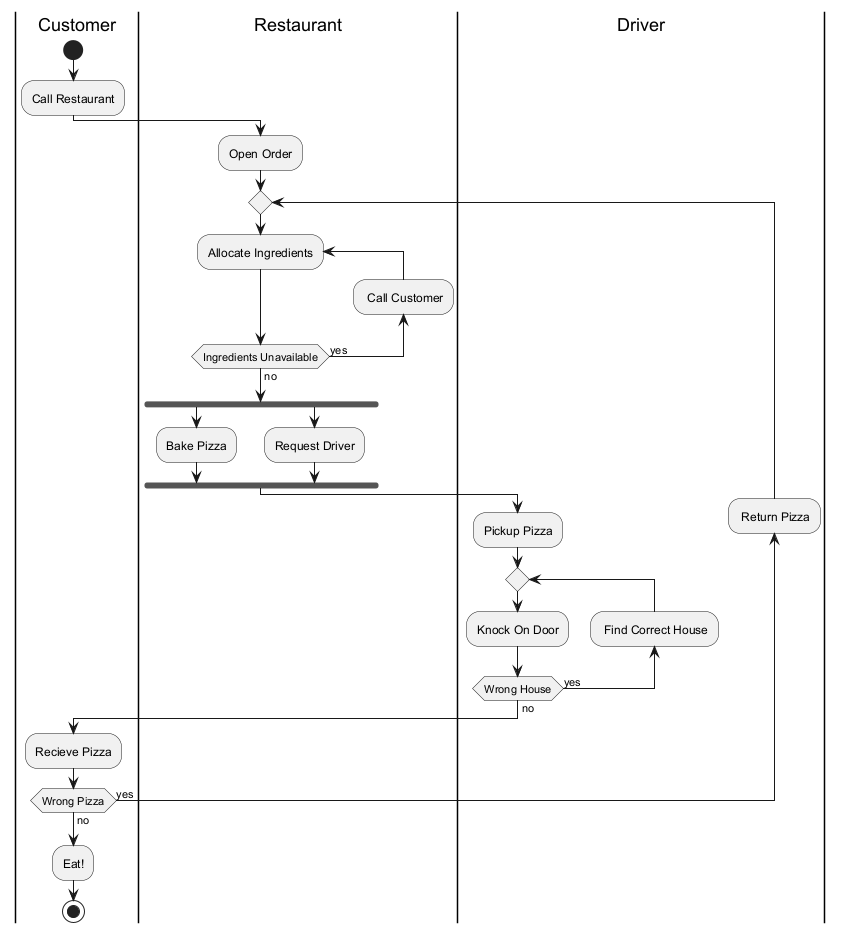 Customer
Restaurant
Driver
Call Restaurant
Open Order
Allocate Ingredients
Call Customer
Ingredients Unavailable
yes
no
Bake Pizza
Request Driver
Pickup Pizza
Return Pizza
Knock On Door
Find Correct House
Wrong House
yes
no
Recieve Pizza
Wrong Pizza
yes
no
Eat!